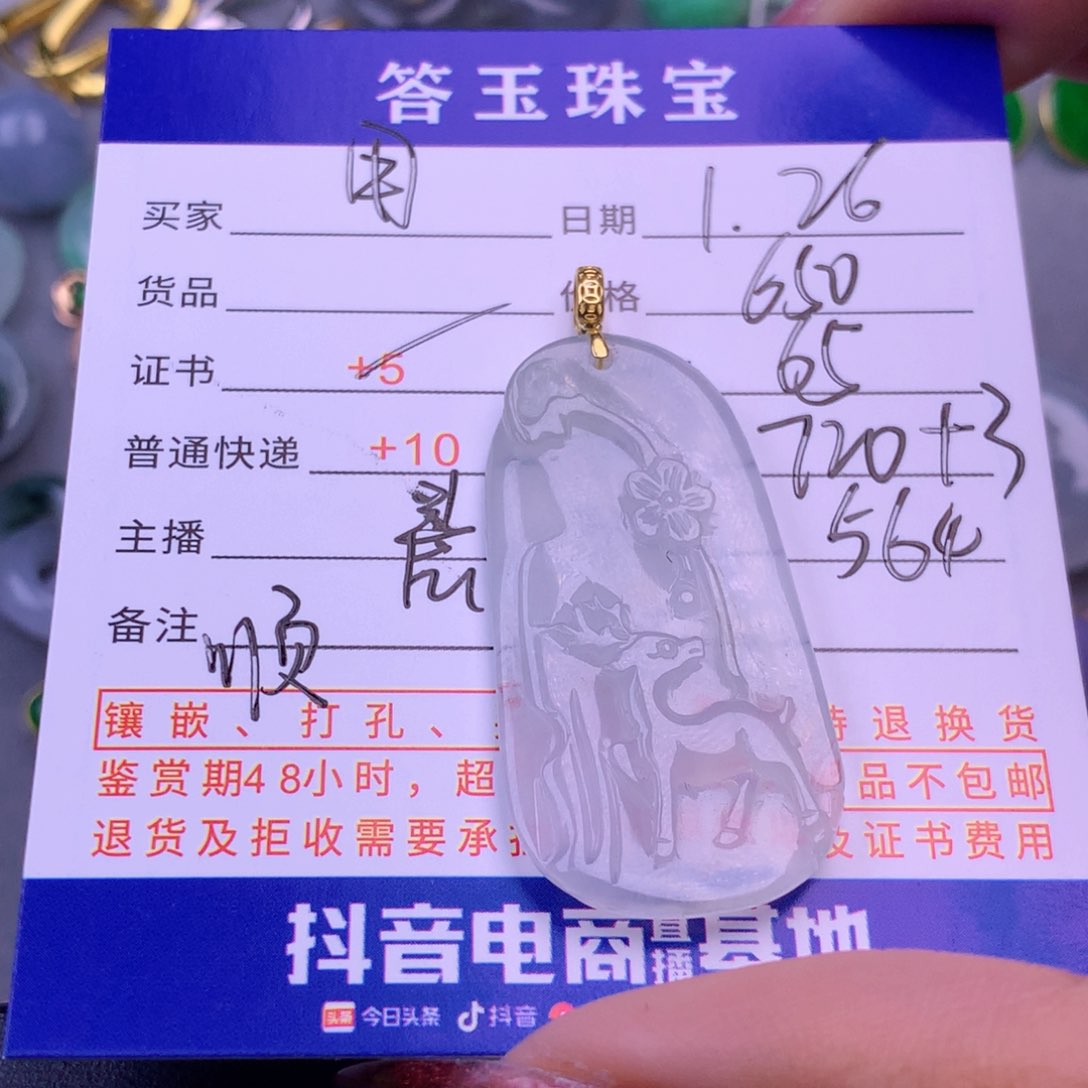 答玉珠宝
买家 日期 1.26
货品 价格 650
65
证书 +5
普通快递 +10 720+3
主播 564
备注 顺
镶嵌、打孔、 退换货
鉴赏期48小时，超 品不包邮
退货及拒收需要承 及证书费用
抖音电商直播基地
头条 今日头条 抖音